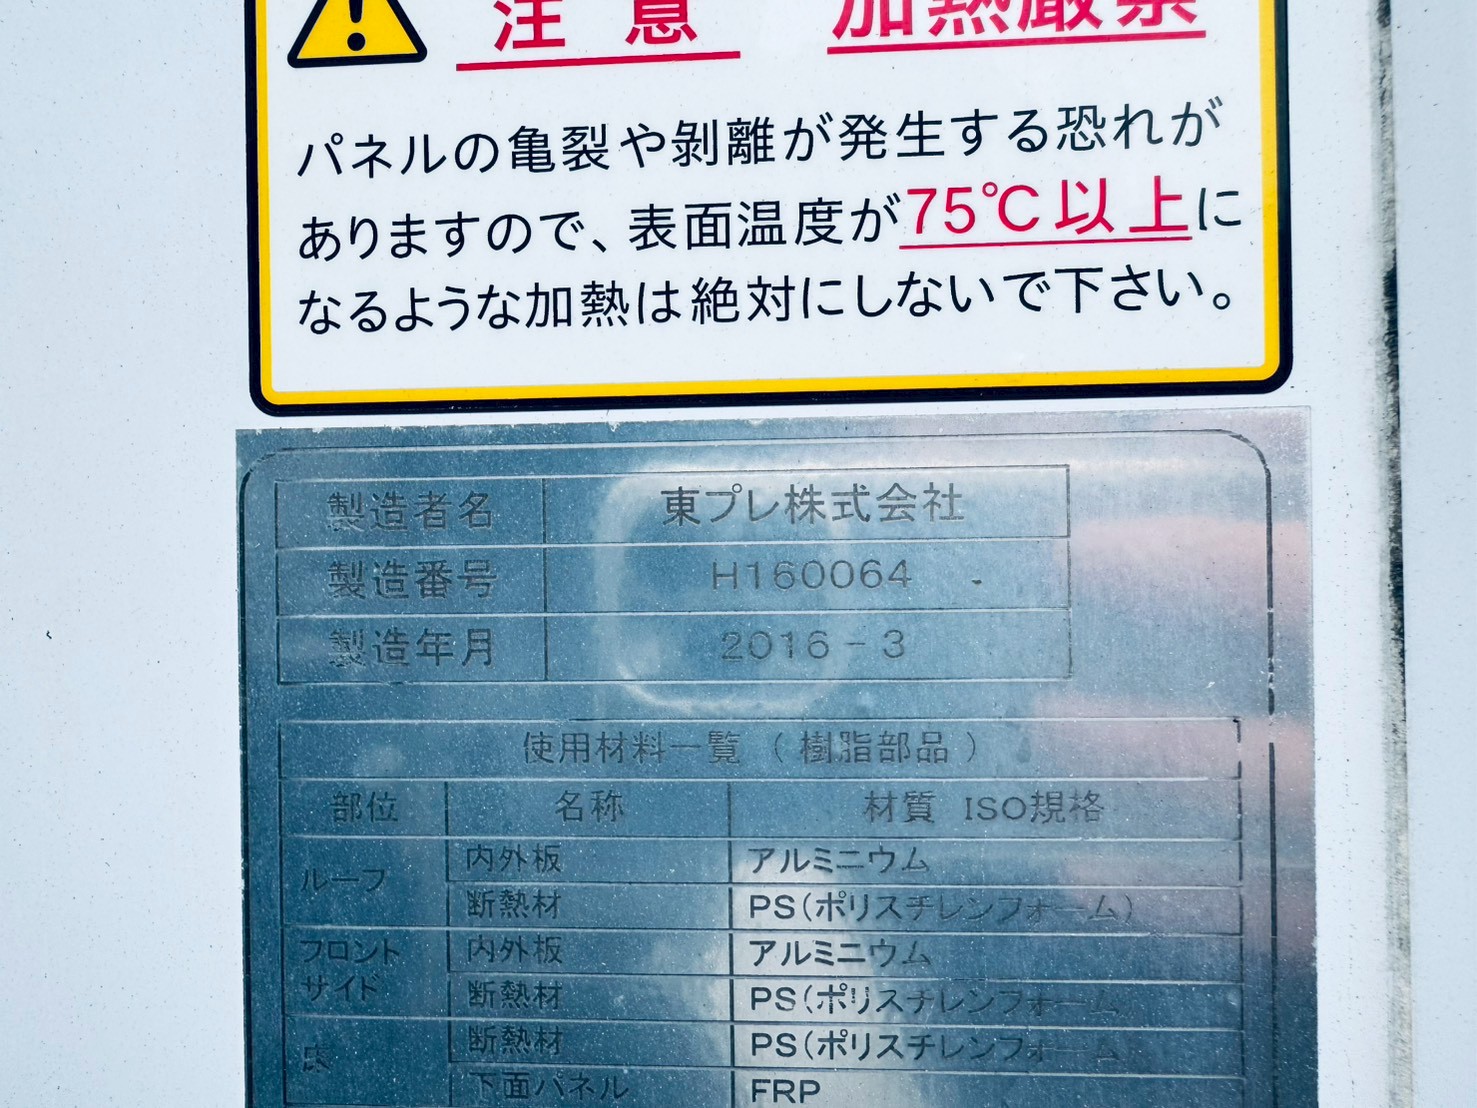 注意 加熱厳禁
パネルの亀裂や剝離が発生する恐れが
ありますので、表面温度が75℃以上に
なるような加熱は絶対にしないで下さい。
製造者名 東プレ株式会社
製造番号 H160064
製造年月 2016-3
使用材料一覧（樹脂部品）
部位 名称 材質 ISO規格
ルーフ 内外板 アルミニウム
断熱材 PS(ポリスチレンフォーム)
フロント サイド 内外板 アルミニウム
断熱材 PS(ポリスチレンフォーム
床 断熱材 PS(ポリスチレンフォーム
下面パネル FRP